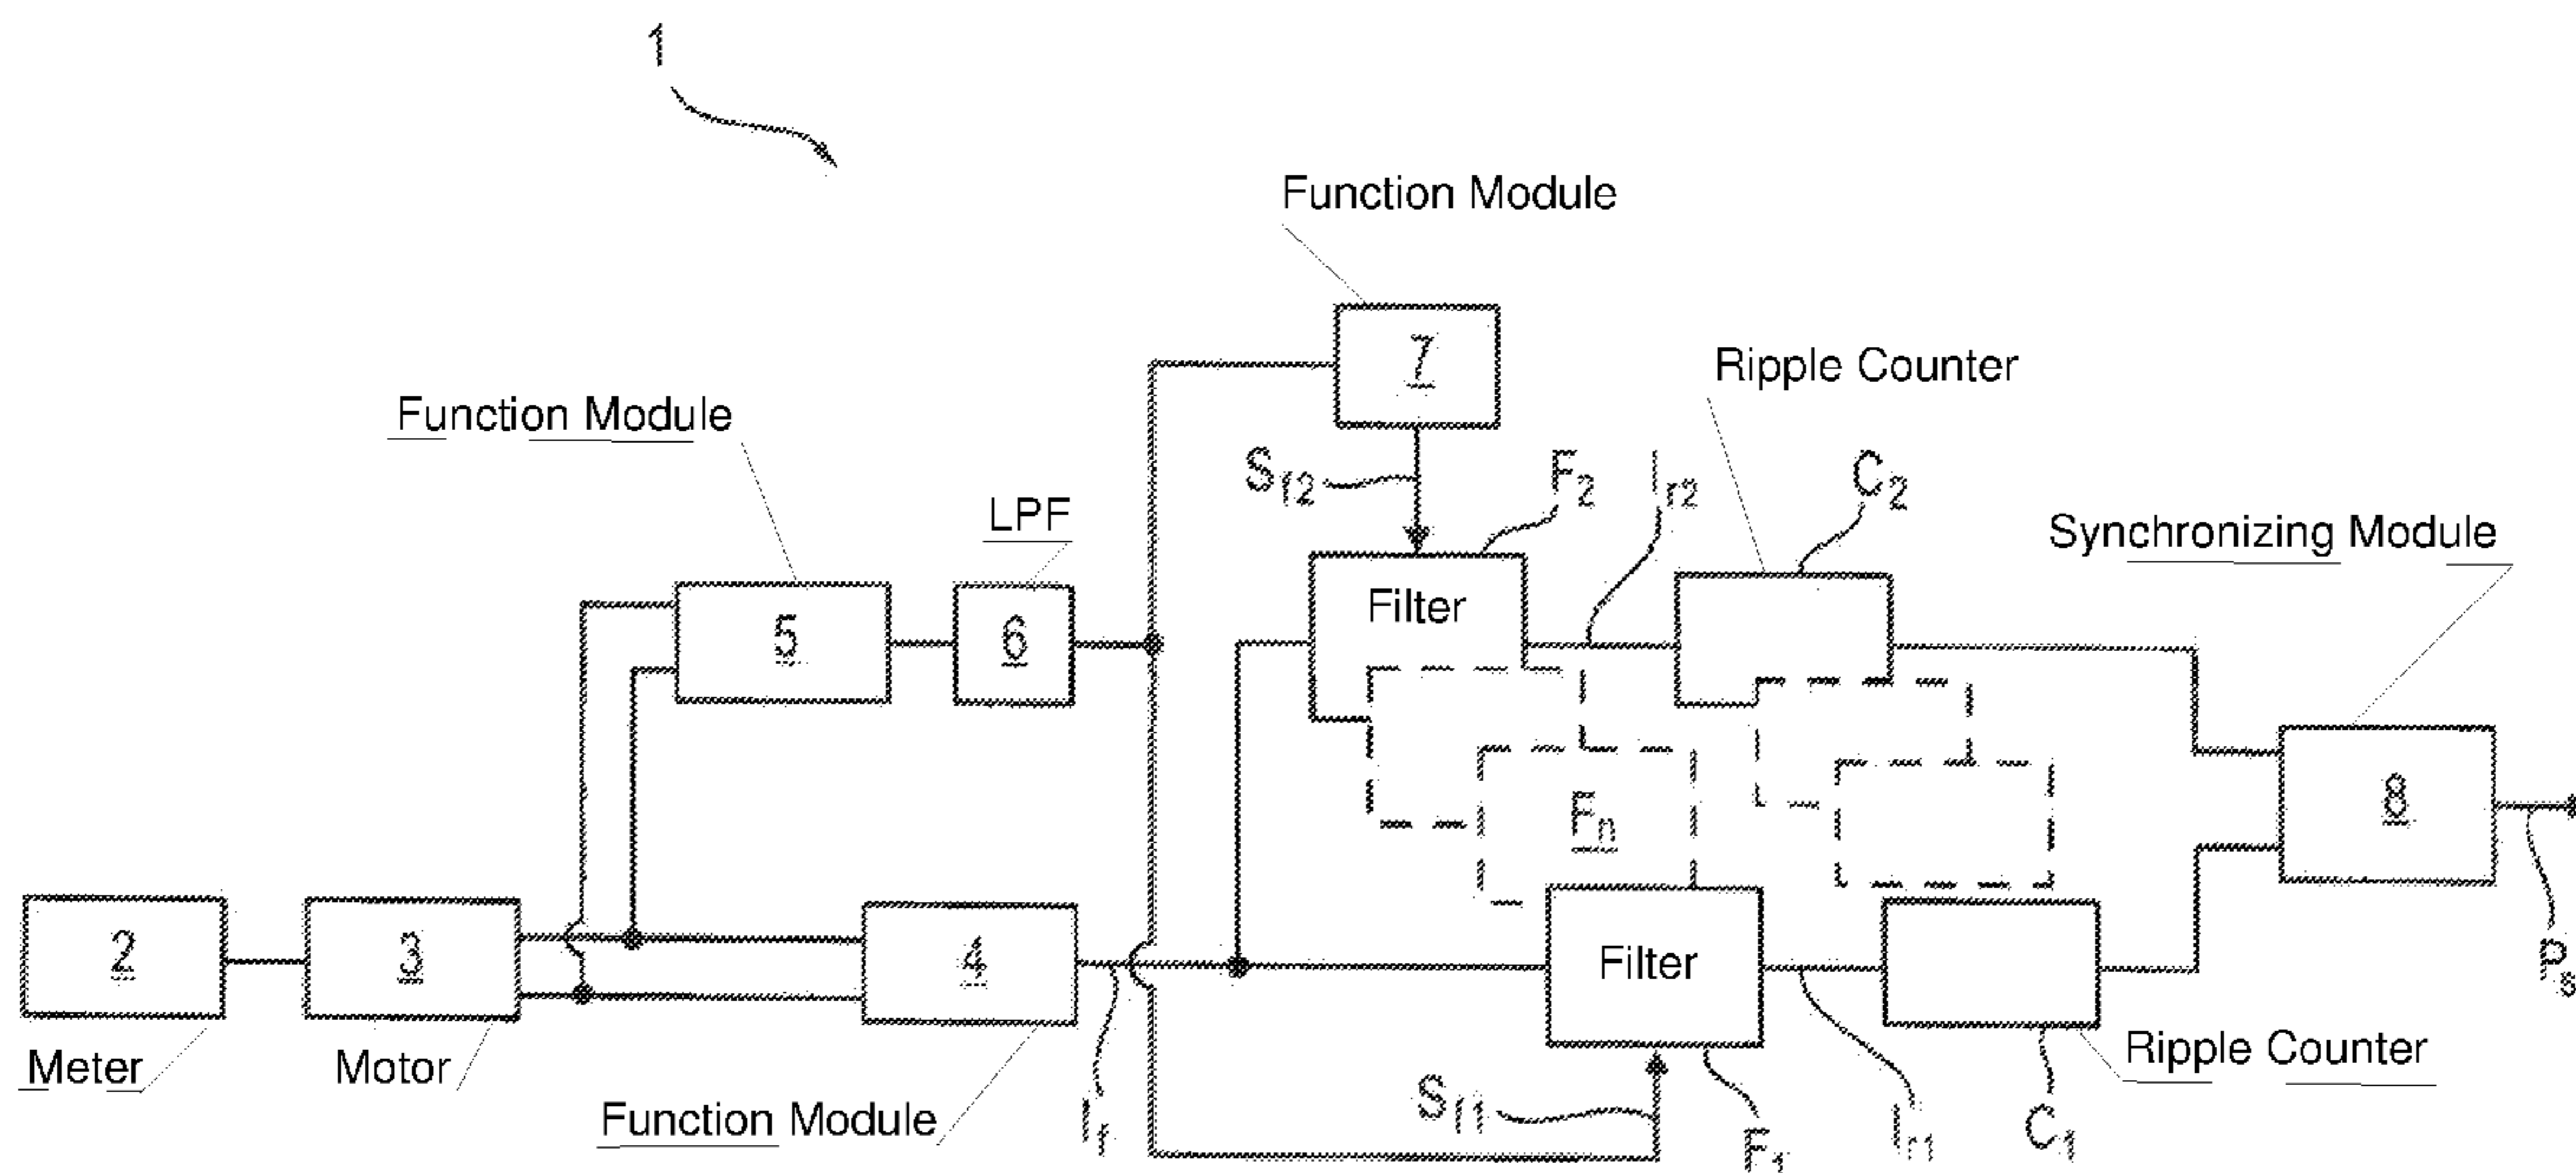 1
Function Module
7
Ripple Counter
Function Module
S_f2
F_2
I_r2
C_2
LPF
Synchronizing Module
Filter
5
6
8
F_n
2
3
4
Filter
P_s
Meter
Motor
Ripple Counter
Function Module
I_r
S_f1
F_1
I_r1
C_1